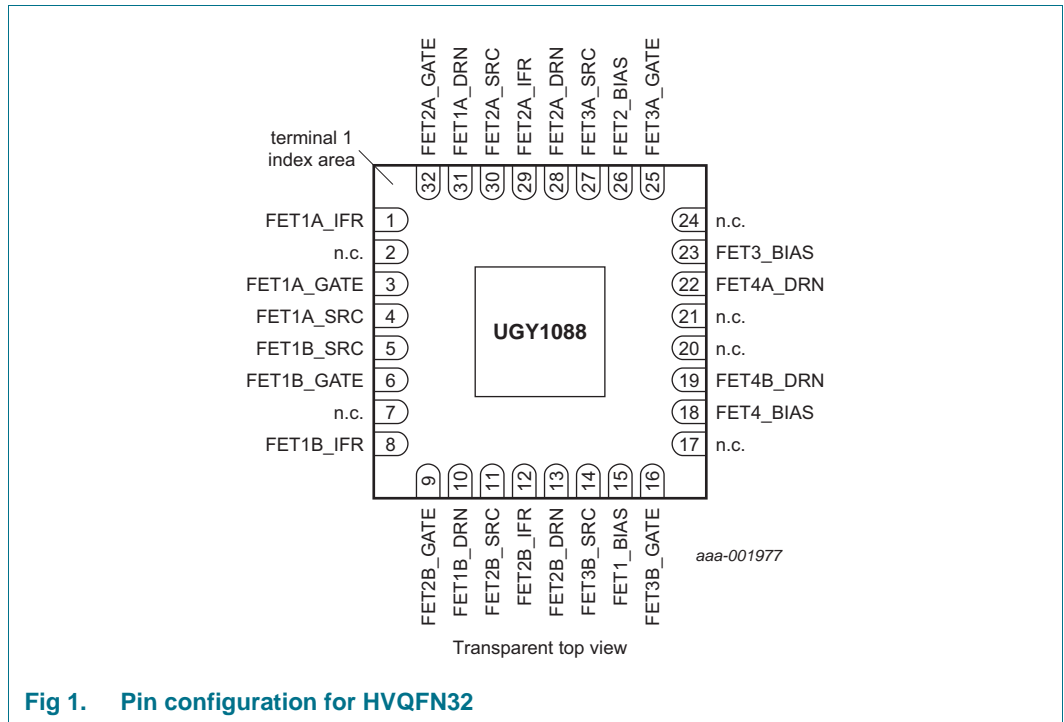 FET2A_GATE
FET1A_DRN
FET2A_SRC
FET2A_IFR
FET2A_DRN
FET3A_SRC
FET2_BIAS
FET3A_GATE
terminal 1
index area
32
31
30
29
28
27
26
25
FET1A_IFR 1
n.c. 2
FET1A_GATE 3
FET1A_SRC 4
FET1B_SRC 5
FET1B_GATE 6
n.c. 7
FET1B_IFR 8
UGY1088
24 n.c.
23 FET3_BIAS
22 FET4A_DRN
21 n.c.
20 n.c.
19 FET4B_DRN
18 FET4_BIAS
17 n.c.
9
10
11
12
13
14
15
16
FET2B_GATE
FET1B_DRN
FET2B_SRC
FET2B_IFR
FET2B_DRN
FET3B_SRC
FET1_BIAS
FET3B_GATE
aaa-001977
Transparent top view
Fig 1. Pin configuration for HVQFN32